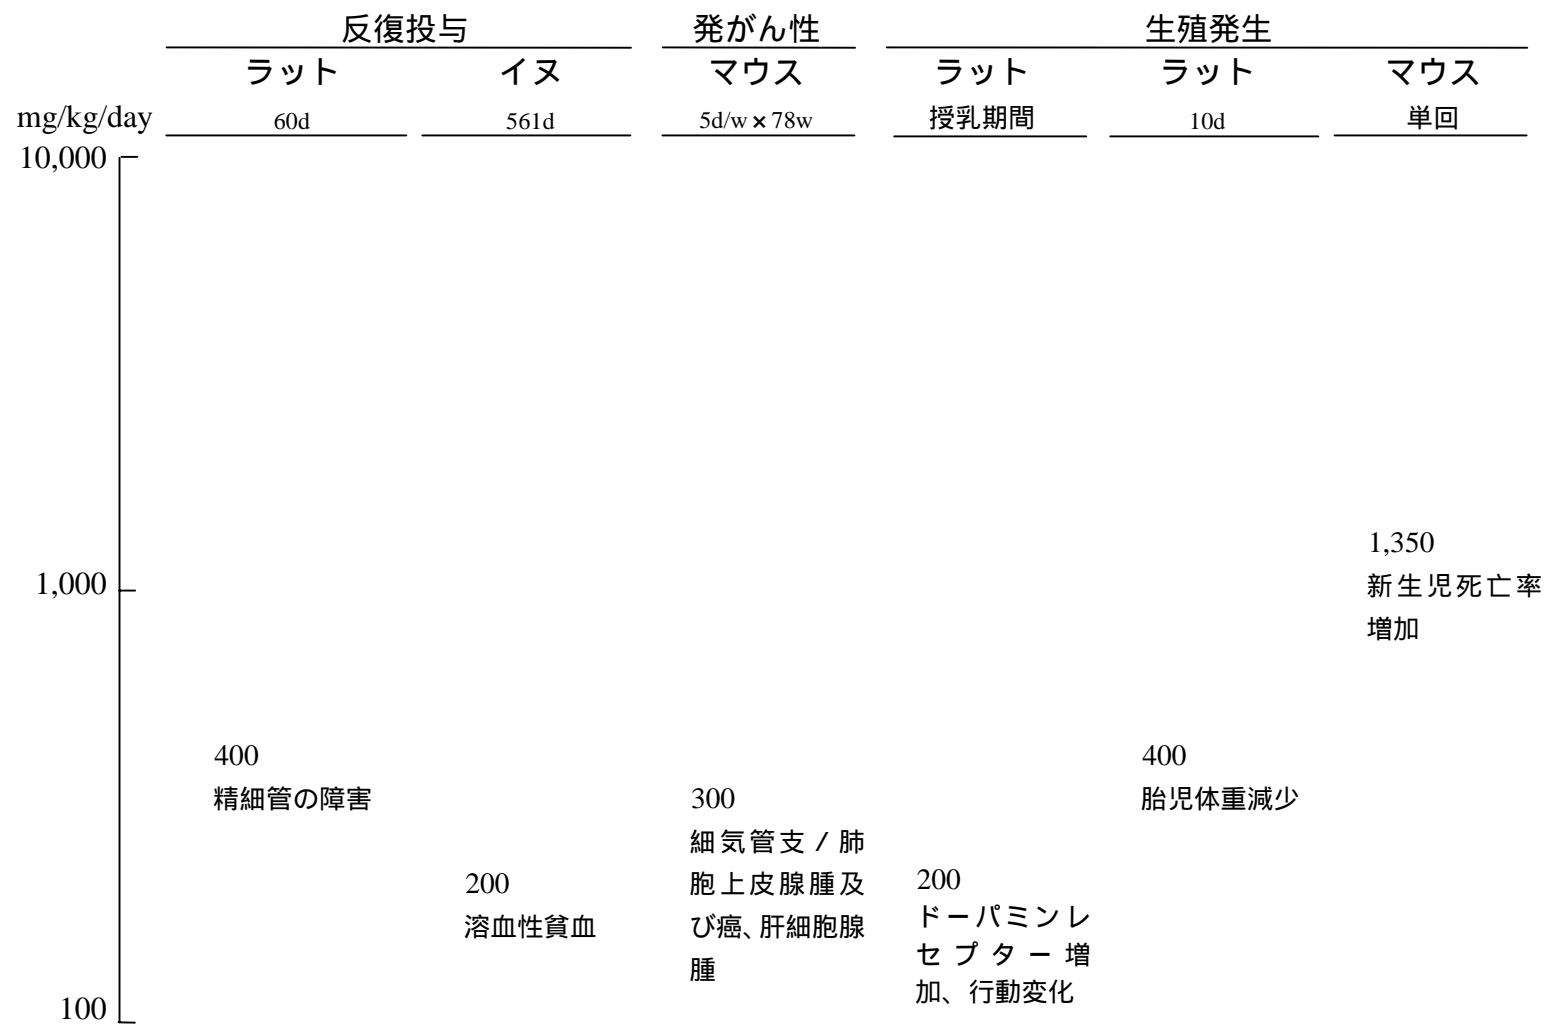 反復投与 発がん性 生殖発生
ラット イヌ マウス ラット ラット マウス
mg/kg/day 60d 561d 5d/w×78w 授乳期間 10d 単回
10,000
1,000
100
400
精細管の障害
200
溶血性貧血
300
細気管支/肺
胞上皮腺腫及
び癌、肝細胞腺
腫
200
ドーパミンレ
セプター増
加、行動変化
400
胎児体重減少
1,350
新生児死亡率
増加